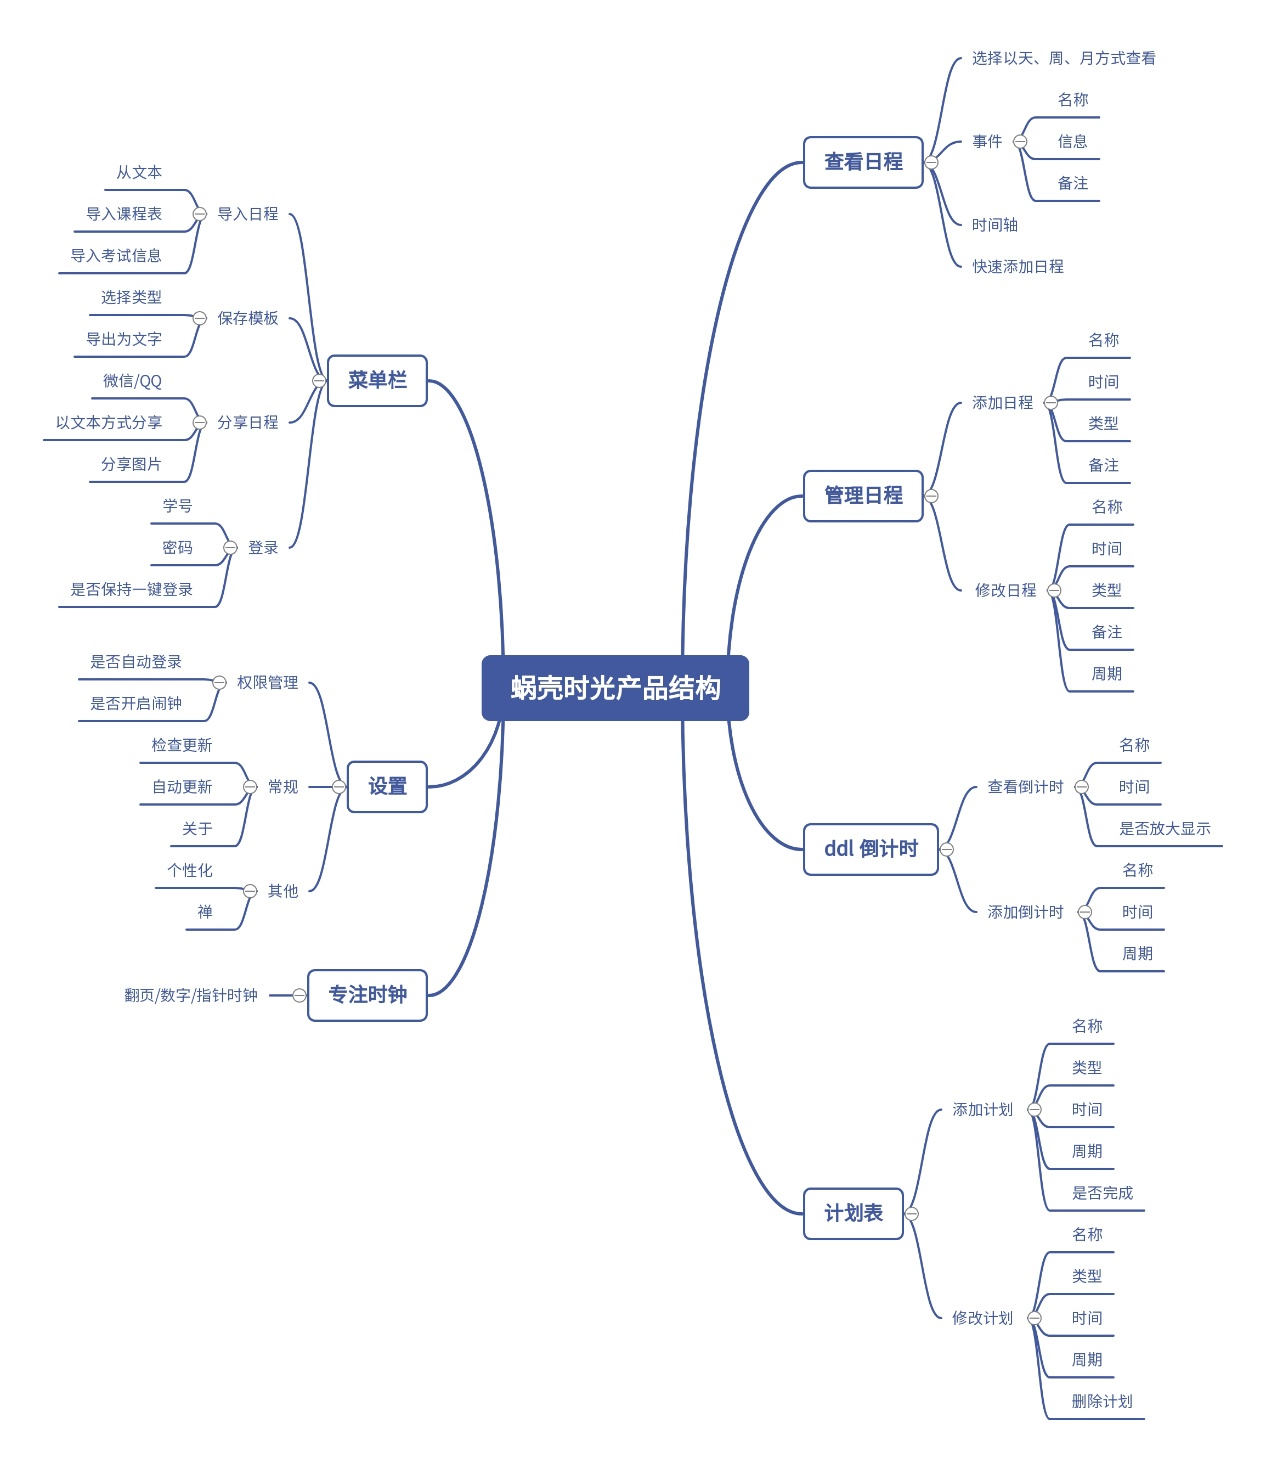 蜗壳时光产品结构
查看日程
选择以天、周、月方式查看
事件
名称
信息
备注
时间轴
快速添加日程
管理日程
添加日程
名称
时间
类型
备注
修改日程
名称
时间
类型
备注
周期
ddl 倒计时
查看倒计时
名称
时间
是否放大显示
添加倒计时
名称
时间
周期
计划表
添加计划
名称
类型
时间
周期
是否完成
修改计划
名称
类型
时间
周期
删除计划
菜单栏
导入日程
从文本
导入课程表
导入考试信息
保存模板
选择类型
导出为文字
分享日程
微信/QQ
以文本方式分享
分享图片
登录
学号
密码
是否保持一键登录
设置
权限管理
是否自动登录
是否开启闹钟
常规
检查更新
自动更新
关于
其他
个性化
禅
专注时钟
翻页/数字/指针时钟